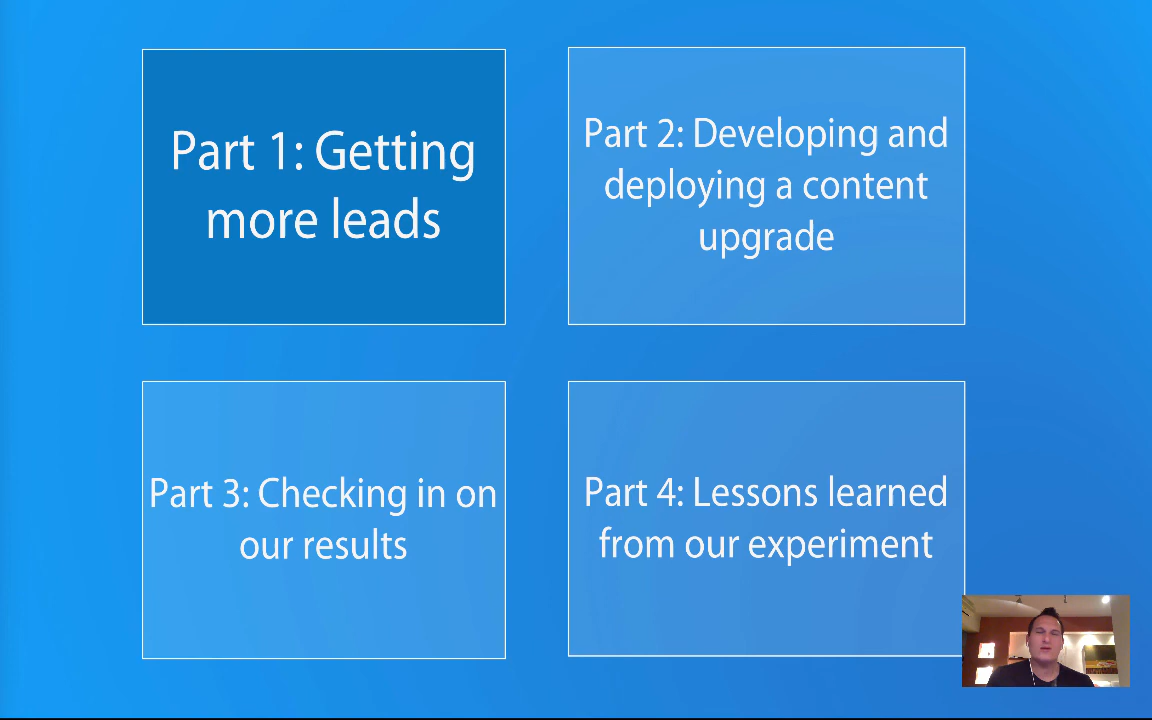 Part 1: Getting
more leads
Part 2: Developing and
deploying a content
upgrade
Part 3: Checking in on
our results
Part 4: Lessons learned
from our experiment